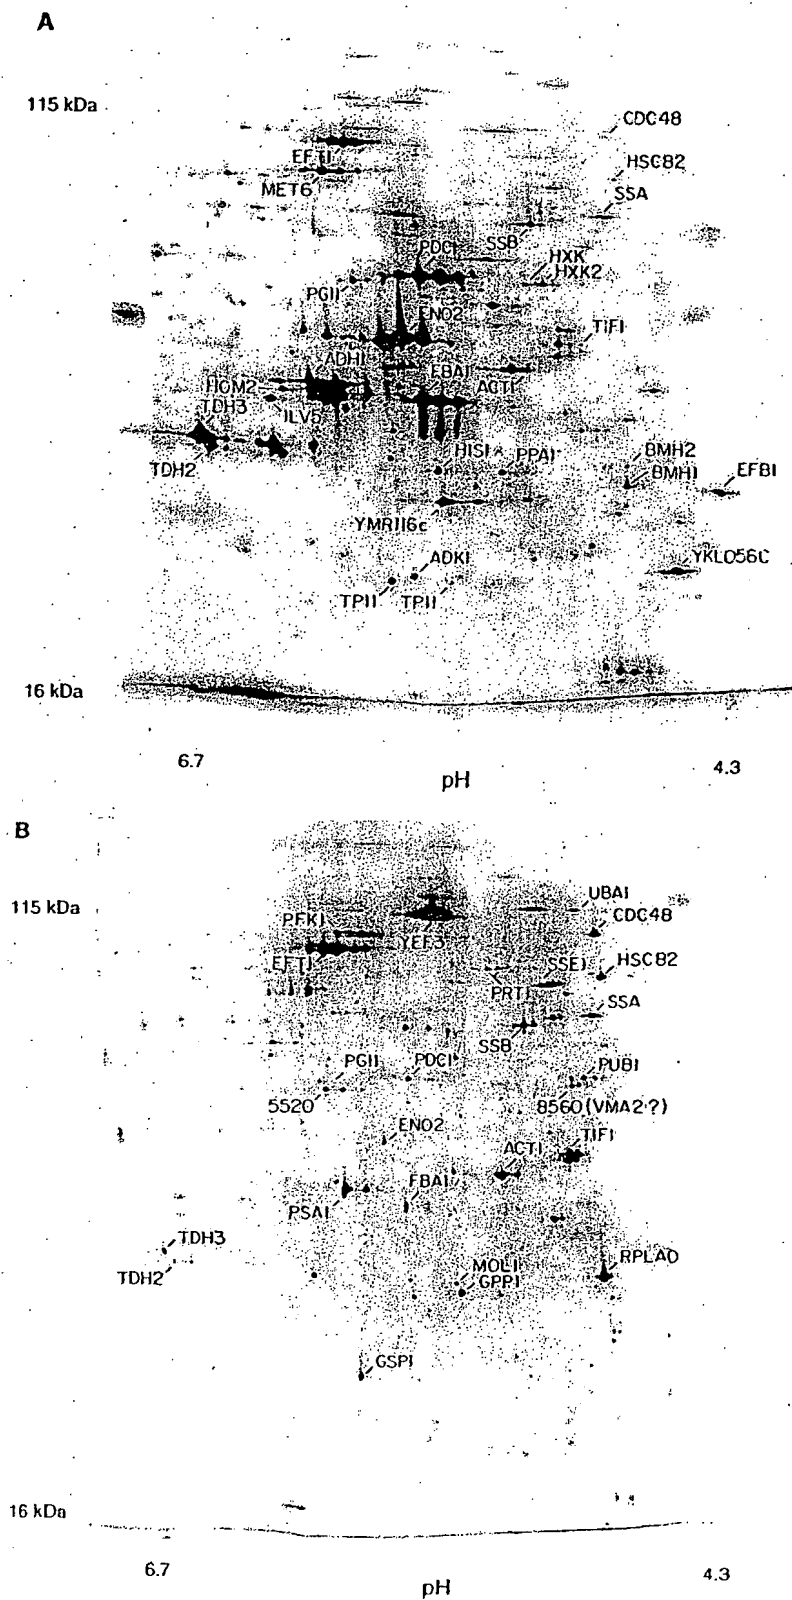 A
115 kDa
CDC48
EFT1
HSC82
MET6
SSA
PDC1
SSB
HXK
HXK2
PGI1
ENO2
TIF1
ADH1
FBA1
HOM2
ACT1
TDH3
ILV5
HIS1
PPA1
BMH2
TDH2
BMH1
EFB1
YMR116c
ADK1
YKL056C
TPI1
TPI1
16 kDa
6.7
pH
4.3
B
115 kDa
UBA1
PFK1
CDC48
YEF3
EFT1
SSE1
HSC82
PRT1
SSA
SSB
PGI1
PDC1
PUB1
5520
8560 (VMA2?)
ENO2
TIF1
ACT1
FBA1
PSA1
TDH3
RPLA0
TDH2
MOL1
GPP1
GSP1
16 kDa
6.7
pH
4.3